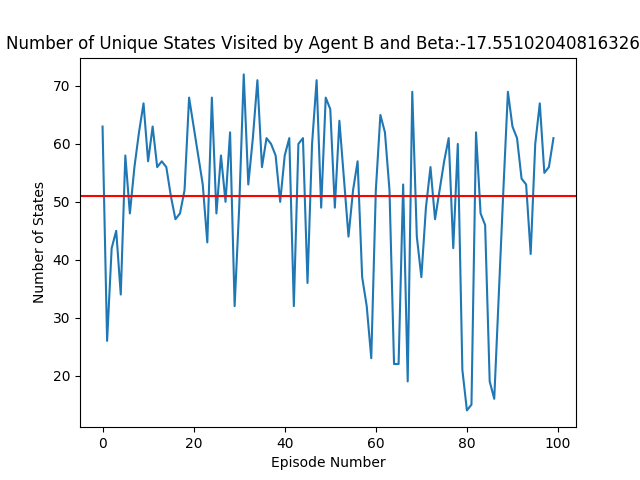 Number of Unique States Visited by Agent B and Beta:-17.55102040816326
70
60
50
40
30
20
Number of States
0 20 40 60 80 100
Episode Number